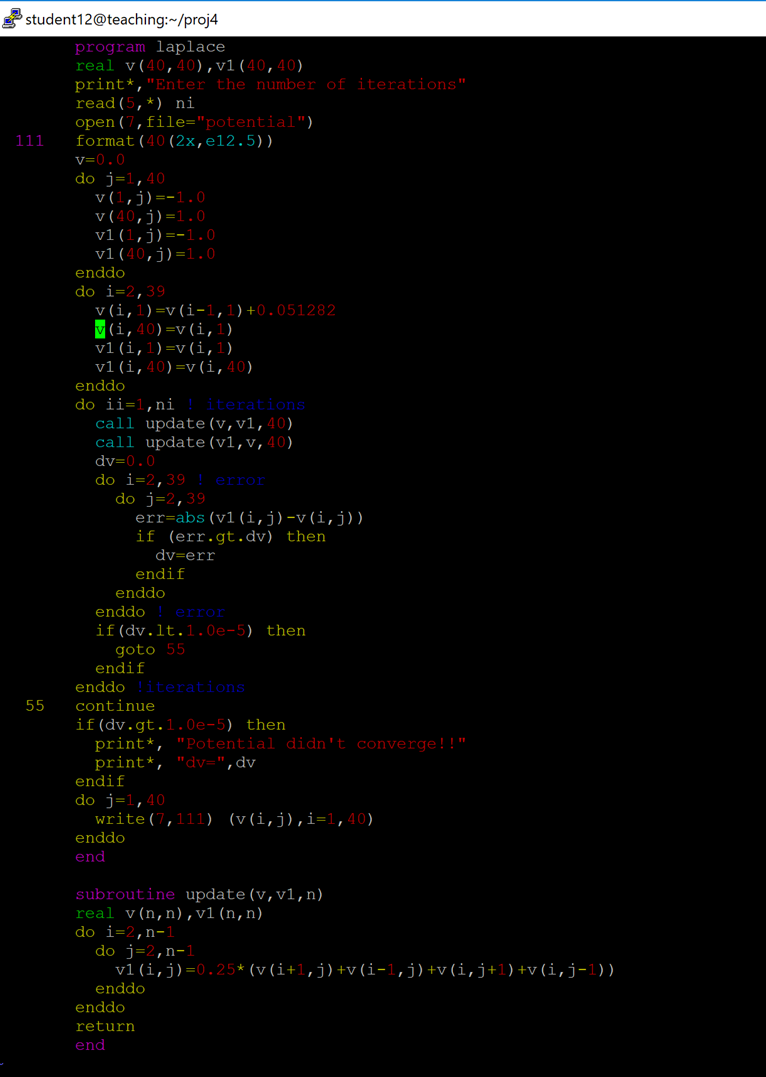 student12@teaching:~/proj4
      program laplace
      real v(40,40),v1(40,40)
      print*,"Enter the number of iterations"
      read(5,*) ni
      open(7,file="potential")
111   format(40(2x,e12.5))
      v=0.0
      do j=1,40
        v(1,j)=-1.0
        v(40,j)=1.0
        v1(1,j)=-1.0
        v1(40,j)=1.0
      enddo
      do i=2,39
        v(i,1)=v(i-1,1)+0.051282
        v(i,40)=v(i,1)
        v1(i,1)=v(i,1)
        v1(i,40)=v(i,40)
      enddo
      do ii=1,ni ! iterations
        call update(v,v1,40)
        call update(v1,v,40)
        dv=0.0
        do i=2,39 ! error
          do j=2,39
            err=abs(v1(i,j)-v(i,j))
            if (err.gt.dv) then
              dv=err
            endif
          enddo
        enddo ! error
        if(dv.lt.1.0e-5) then
          goto 55
        endif
      enddo !iterations
 55   continue
      if(dv.gt.1.0e-5) then
        print*, "Potential didn't converge!!"
        print*, "dv=",dv
      endif
      do j=1,40
        write(7,111) (v(i,j),i=1,40)
      enddo
      end

      subroutine update(v,v1,n)
      real v(n,n),v1(n,n)
      do i=2,n-1
        do j=2,n-1
          v1(i,j)=0.25*(v(i+1,j)+v(i-1,j)+v(i,j+1)+v(i,j-1))
        enddo
      enddo
      return
      end
~